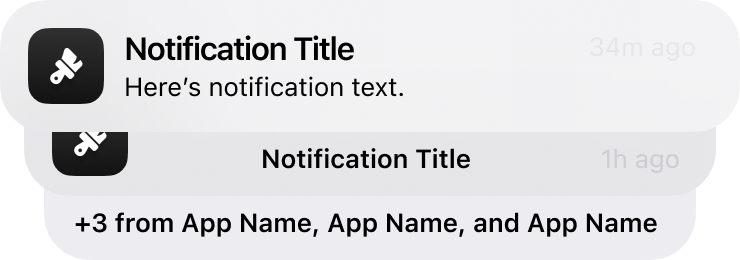 Notification Title
34m ago
Here’s notification text.
Notification Title
1h ago
+3 from App Name, App Name, and App Name